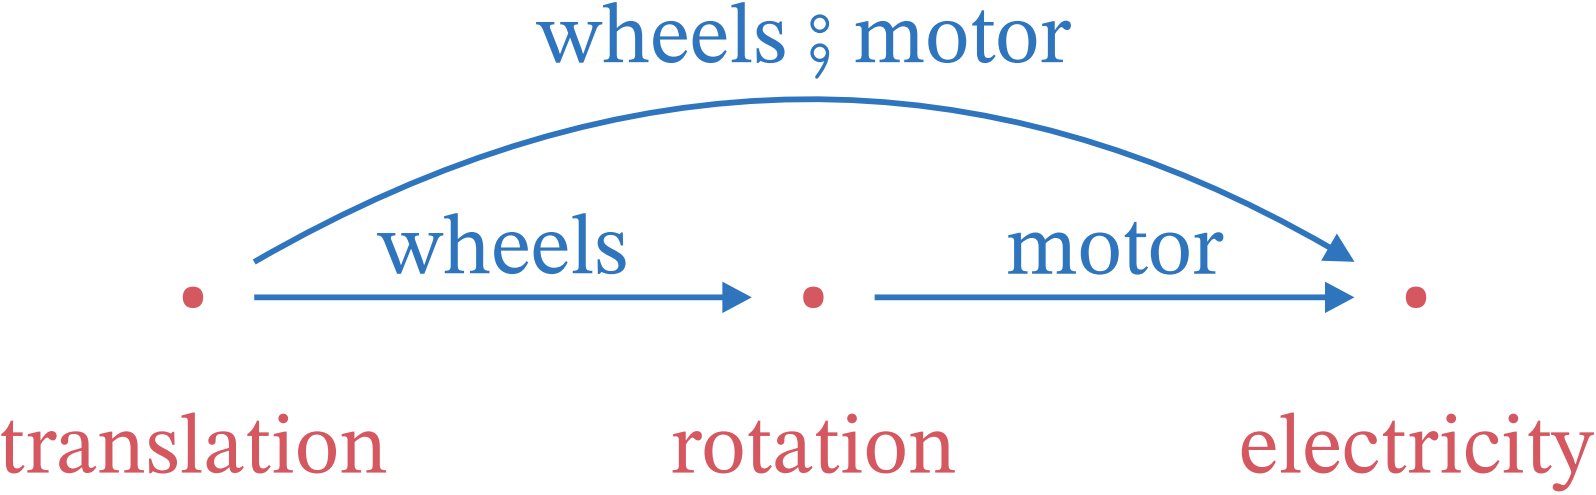 wheels ⨟ motor
wheels motor
translation rotation electricity